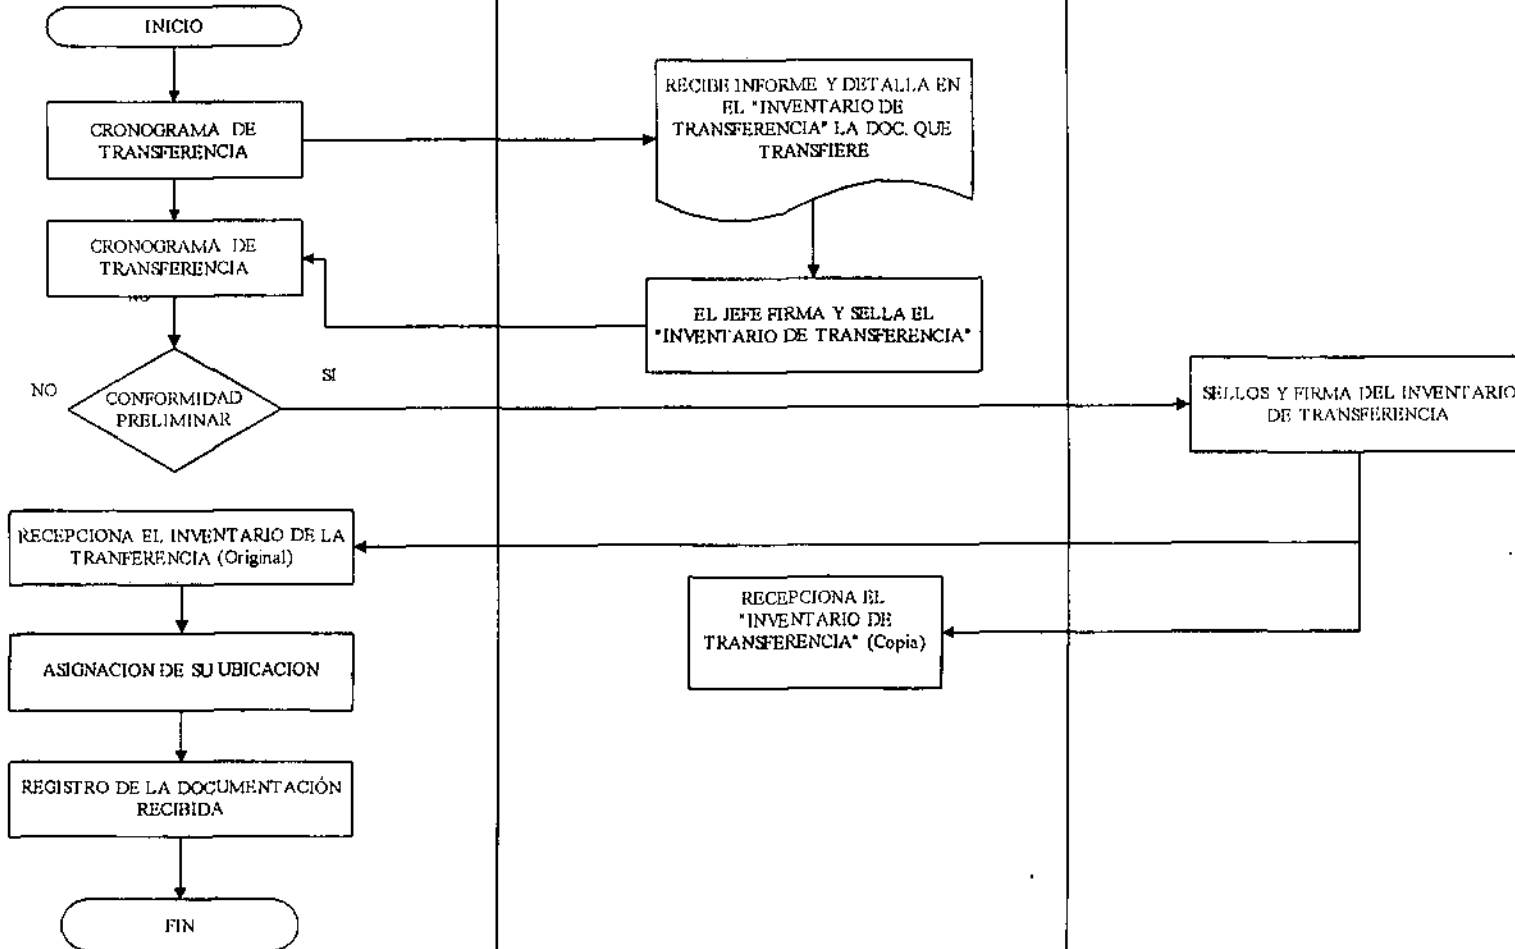 INICIO
CRONOGRAMA DE
TRANSFERENCIA
RECIBE INFORME Y DETALLA EN
EL "INVENTARIO DE
TRANSFERENCIA" LA DOC. QUE
TRANSFIERE
CRONOGRAMA DE
TRANSFERENCIA
NO
EL JEFE FIRMA Y SELLA EL
"INVENTARIO DE TRANSFERENCIA"
NO
SI
CONFORMIDAD
PRELIMINAR
SELLOS Y FIRMA DEL INVENTARIO
DE TRANSFERENCIA
RECEPCIONA EL INVENTARIO DE LA
TRANFERENCIA (Original)
RECEPCIONA EL
"INVENTARIO DE
TRANSFERENCIA" (Copia)
ASIGNACION DE SU UBICACION
REGISTRO DE LA DOCUMENTACIÓN
RECIBIDA
FIN